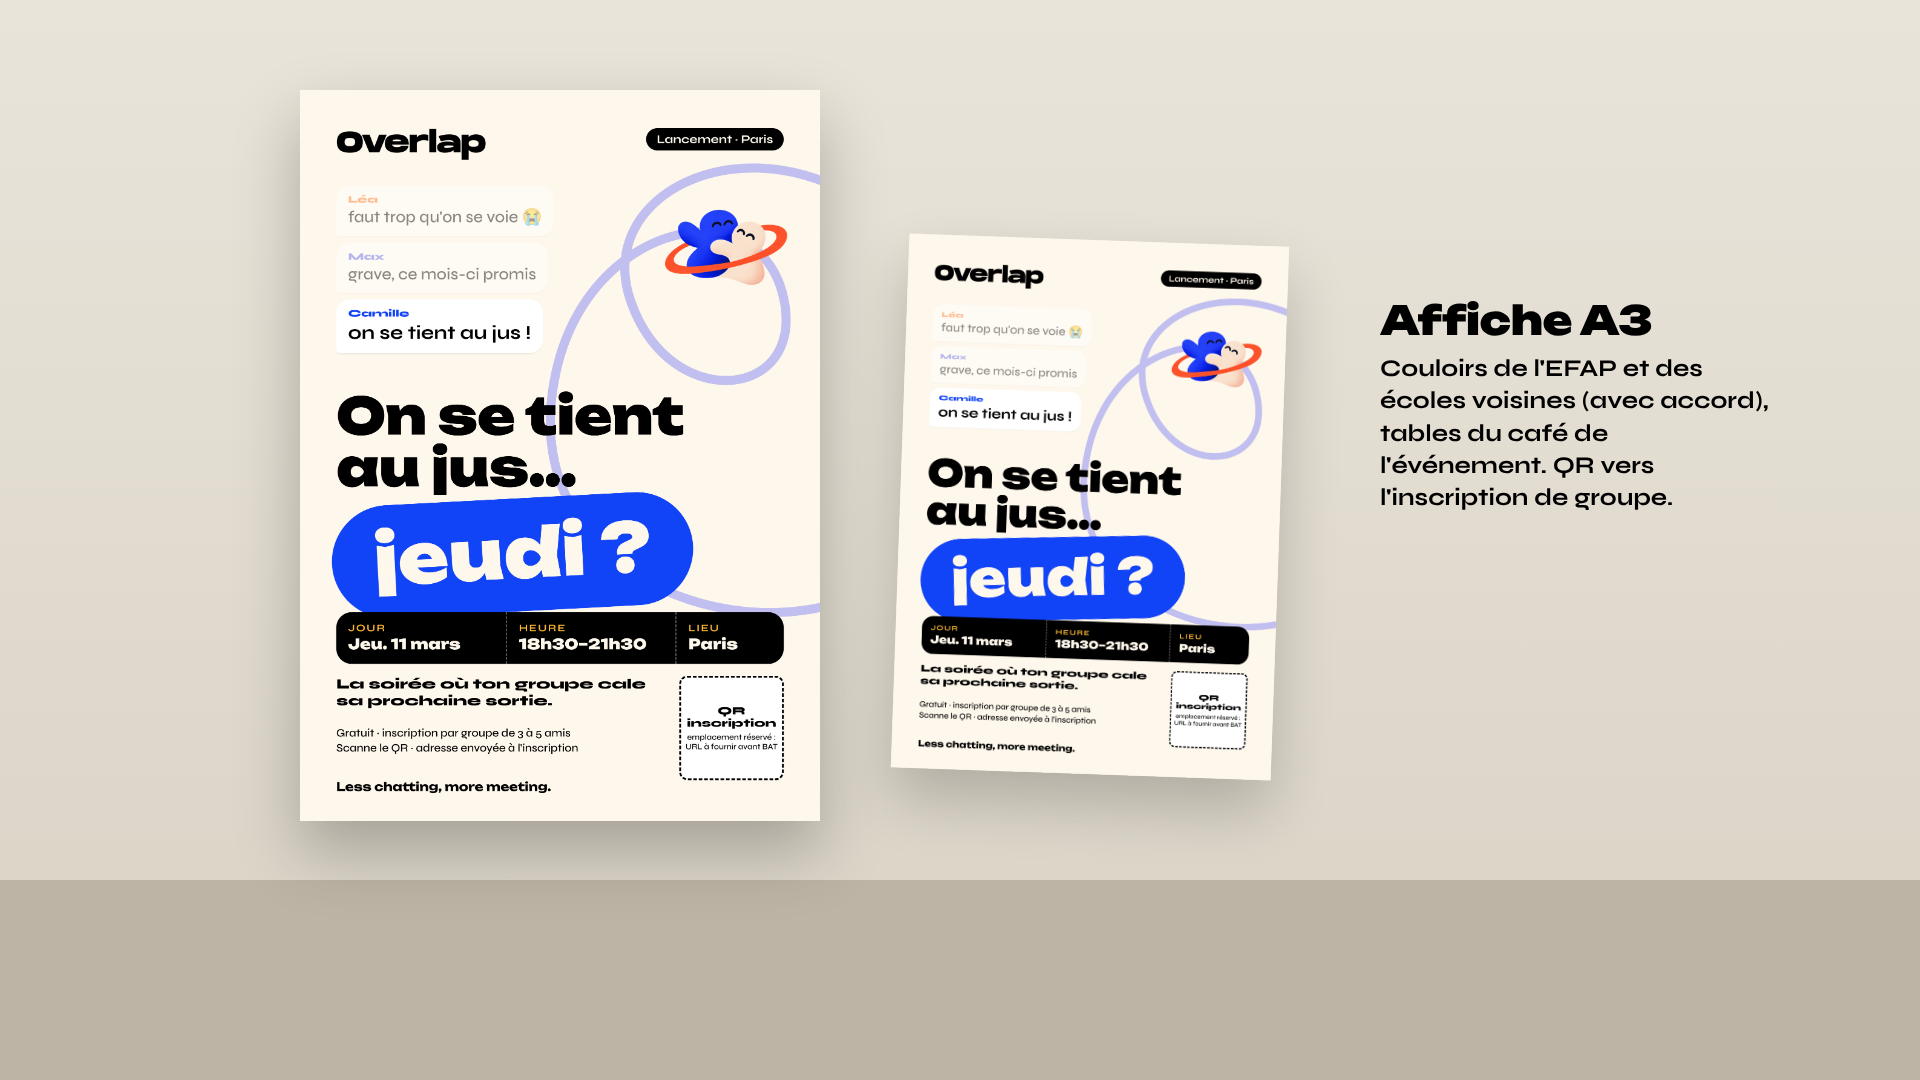 Overlap
Lancement · Paris
Léa
faut trop qu'on se voie 😭
Max
grave, ce mois-ci promis
Camille
on se tient au jus !
On se tient
au jus...
jeudi ?
JOUR
Jeu. 11 mars
HEURE
18h30–21h30
LIEU
Paris
La soirée où ton groupe cale
sa prochaine sortie.
Gratuit · inscription par groupe de 3 à 5 amis
Scanne le QR · adresse envoyée à l'inscription
Less chatting, more meeting.
QR
inscription
emplacement réservé :
URL à fournir avant BAT
Overlap
Lancement · Paris
Léa
faut trop qu'on se voie 😭
Max
grave, ce mois-ci promis
Camille
on se tient au jus !
On se tient
au jus...
jeudi ?
JOUR
Jeu. 11 mars
HEURE
18h30–21h30
LIEU
Paris
La soirée où ton groupe cale
sa prochaine sortie.
Gratuit · inscription par groupe de 3 à 5 amis
Scanne le QR · adresse envoyée à l'inscription
Less chatting, more meeting.
QR
inscription
emplacement réservé :
URL à fournir avant BAT
Affiche A3
Couloirs de l'EFAP et des
écoles voisines (avec accord),
tables du café de
l'événement. QR vers
l'inscription de groupe.